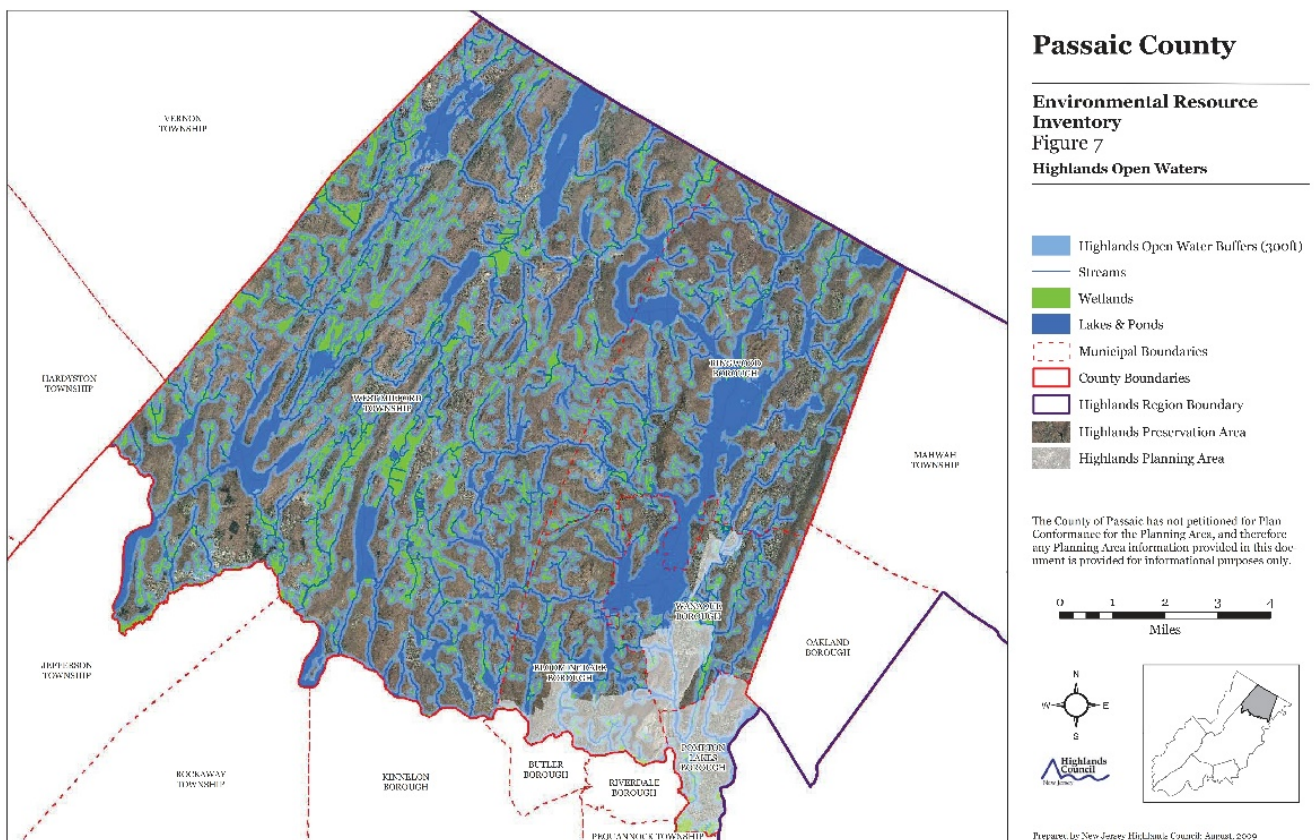 Passaic County
Environmental Resource
Inventory
Figure 7
Highlands Open Waters
Highlands Open Water Buffers (300ft)
Streams
Wetlands
Lakes & Ponds
Municipal Boundaries
County Boundaries
Highlands Region Boundary
Highlands Preservation Area
Highlands Planning Area
The County of Passaic has not petitioned for Plan
Conformance for the Planning Area, and therefore
any Planning Area information provided in this doc
ument is provided for informational purposes only.
0 1 2 3 4
Miles
N
W E
S
Highlands
Council
New Jersey
Prepared by New Jersey Highlands Council: August, 2009
VERNON
TOWNSHIP
HARDYSTON
TOWNSHIP
WEST MILFORD
TOWNSHIP
RINGWOOD
BOROUGH
MAHWAH
TOWNSHIP
WANAQUE
BOROUGH
OAKLAND
BOROUGH
JEFFERSON
TOWNSHIP
BLOOMINGDALE
BOROUGH
POMPTON
LAKES
BOROUGH
ROCKAWAY
TOWNSHIP
KINNELON
BOROUGH
BUTLER
BOROUGH
RIVERDALE
BOROUGH
PEQUANNOCK TOWNSHIP